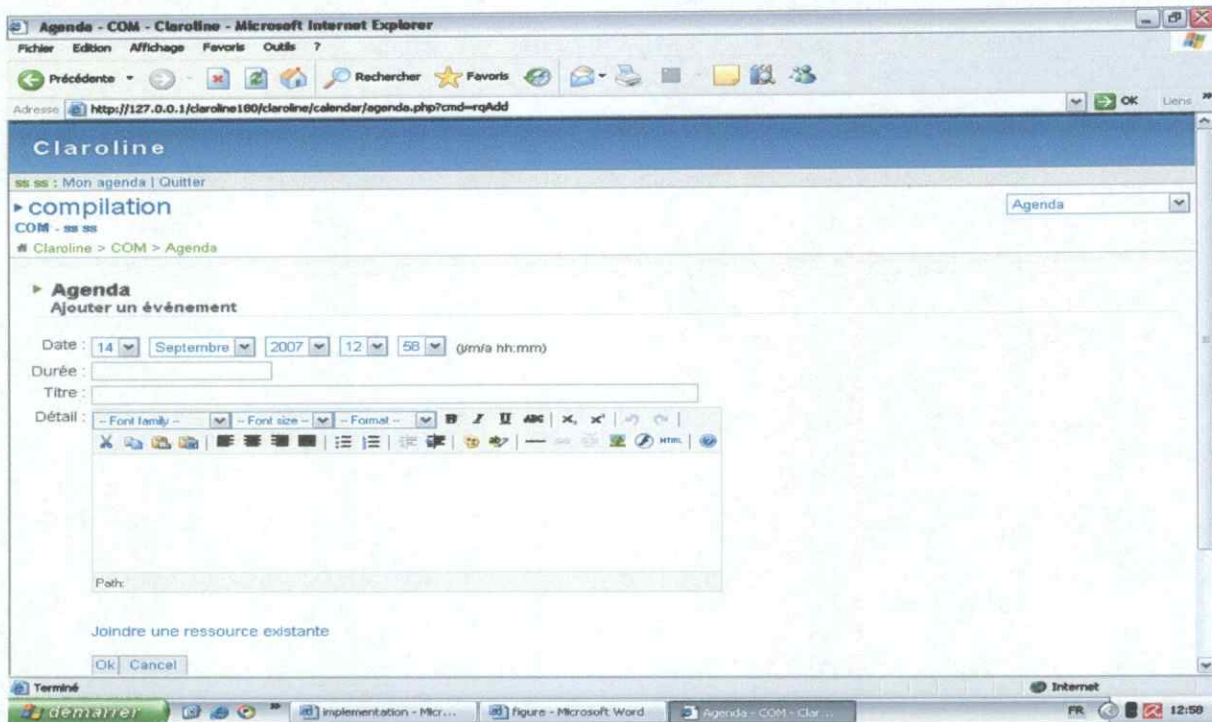 Agenda - COM - Claroline - Microsoft Internet Explorer
Fichier Edition Affichage Favoris Outils ?
Précédente Rechercher Favoris
Adresse http://127.0.0.1/claroline180/claroline/calendar/agenda.php?cmd=rqAdd OK Liens »
Claroline
ss ss : Mon agenda | Quitter
compilation Agenda
COM - ss ss
Claroline > COM > Agenda
Agenda
Ajouter un événement
Date : 14 Septembre 2007 12 58 (j/m/a hh:mm)
Durée :
Titre :
Détail : -- Font family -- -- Font size -- -- Format -- B I U ABC x, x'
HTML
Path:
Joindre une ressource existante
Ok Cancel
Terminé Internet
démarrer » implementation - Micr... figure - Microsoft Word Agenda - COM - Clar... FR 12:58